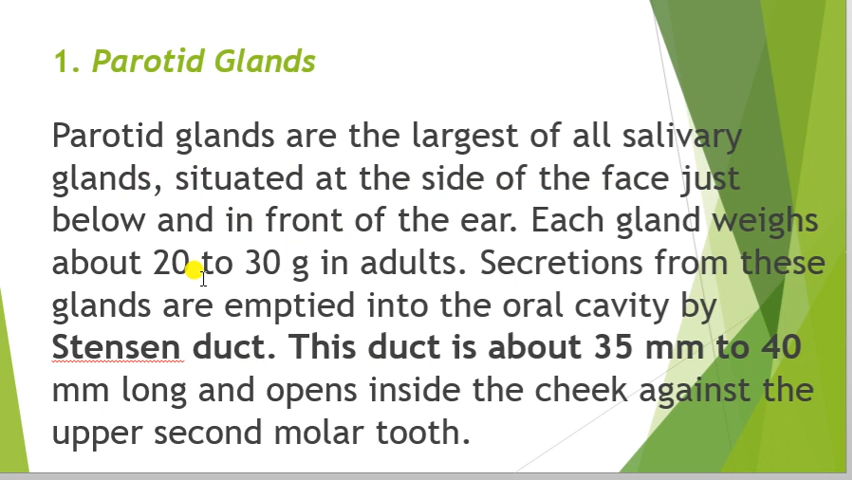 1. Parotid Glands
Parotid glands are the largest of all salivary
glands, situated at the side of the face just
below and in front of the ear. Each gland weighs
about 20 to 30 g in adults. Secretions from these
glands are emptied into the oral cavity by
Stensen duct. This duct is about 35 mm to 40
mm long and opens inside the cheek against the
upper second molar tooth.